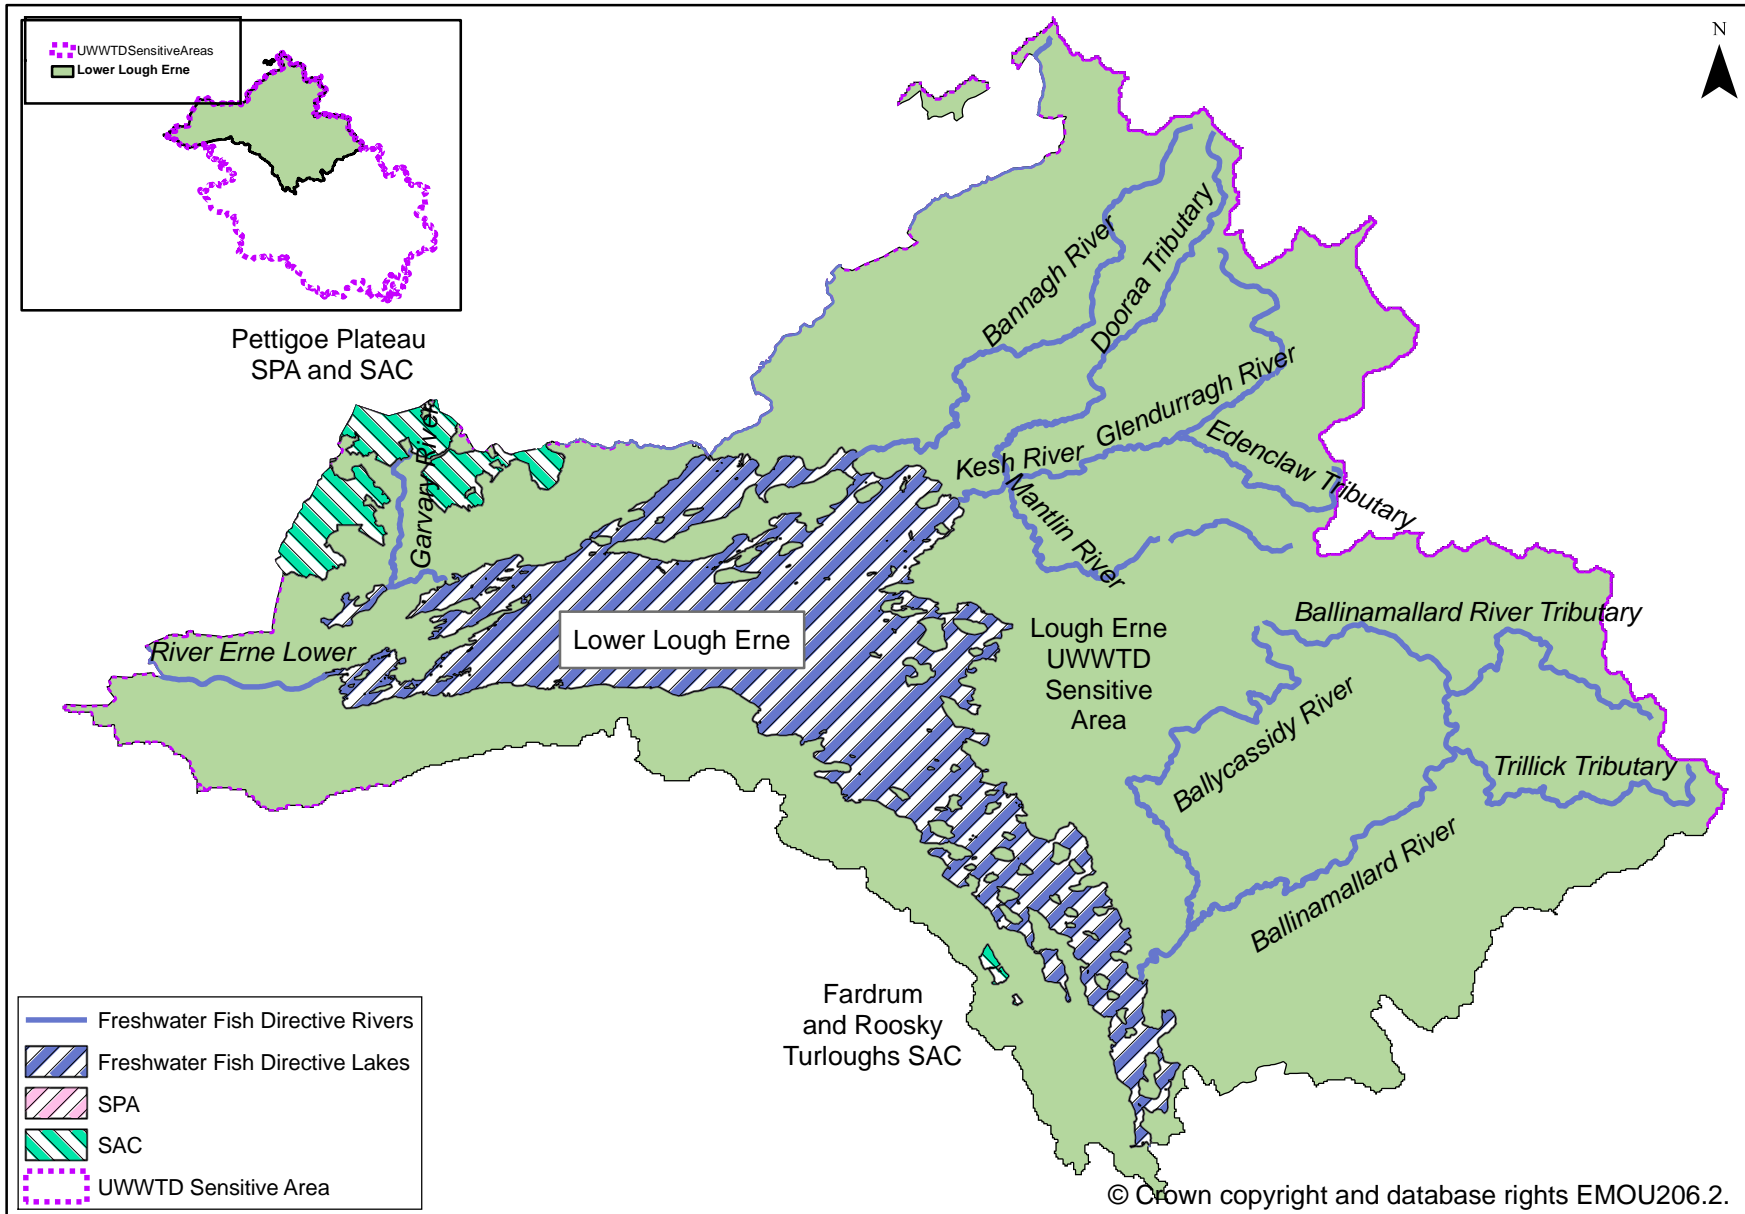 UWWTDSensitiveAreas
Lower Lough Erne
N
Pettigoe Plateau
SPA and SAC
Bannagh River
Dooraa Tributary
Glendurragh River
Kesh River
Edenclaw Tributary
Mantlin River
Garvary River
River Erne Lower
Lower Lough Erne
Lough Erne
UWWTD
Sensitive
Area
Ballinamallard River Tributary
Ballycassidy River
Trillick Tributary
Ballinamallard River
Fardrum
and Roosky
Turloughs SAC
Freshwater Fish Directive Rivers
Freshwater Fish Directive Lakes
SPA
SAC
UWWTD Sensitive Area
© Crown copyright and database rights EMOU206.2.